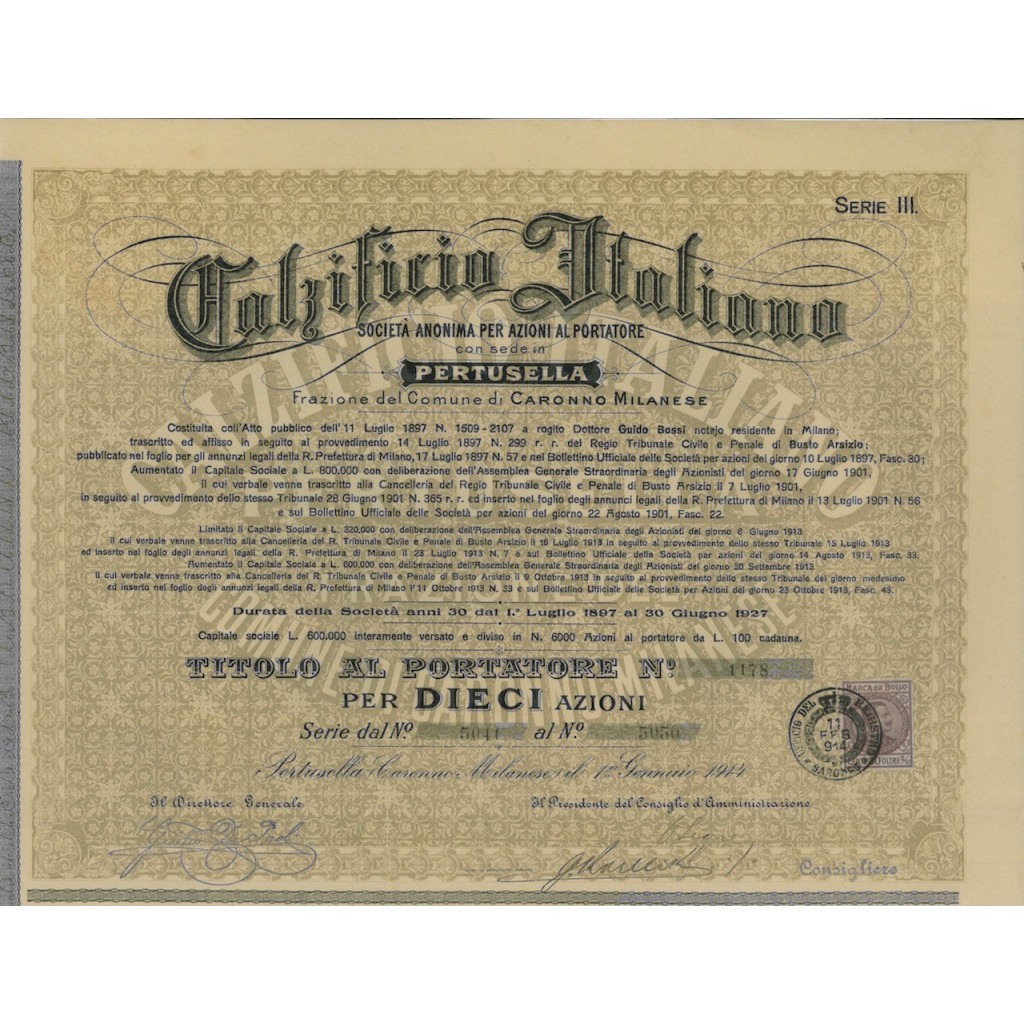 SERIE III.
Calzificio Italiano
SOCIETÀ ANONIMA PER AZIONI AL PORTATORE
con sede in
PERTUSELLA
Frazione del Comune di CARONNO MILANESE
Costituita coll'Atto pubblico dell'11 Luglio 1897 N. 1509-2107 a rogito Dottore Guido Bossi notajo residente in Milano;
trascritto ed affisso in seguito al provvedimento 14 Luglio 1897 N. 299 r. r. del Regio Tribunale Civile e Penale di Busto Arsizio;
pubblicato nel foglio per gli annunzi legali della R. Prefettura di Milano, 17 Luglio 1897 N. 57 e nel Bollettino Ufficiale delle Società per azioni del giorno 10 Luglio 1897, Fasc. 30;
Aumentato il Capitale Sociale a L. 800.000 con deliberazione dell'Assemblea Generale Straordinaria degli Azionisti del giorno 17 Giugno 1901,
il cui verbale venne trascritto alla Cancelleria del Regio Tribunale Civile e Penale di Busto Arsizio il 7 Luglio 1901,
in seguito al provvedimento dello stesso Tribunale 28 Giugno 1901 N. 365 r. r. ed inserto nel foglio degli annunci legali della R. Prefettura di Milano il 13 Luglio 1901 N. 56
e sul Bollettino Ufficiale delle Società per azioni del giorno 22 Agosto 1901, Fasc. 22.
Limitato il Capitale Sociale a L. 320.000 con deliberazione dell'Assemblea Generale Straordinaria degli Azionisti del giorno 8 Giugno 1913
il cui verbale venne trascritto alla Cancelleria del R. Tribunale Civile e Penale di Busto Arsizio il 16 Luglio 1913 in seguito al provvedimento dello stesso Tribunale 15 Luglio 1913
ed inserto nel foglio degli annunzi legali della R. Prefettura di Milano il 23 Luglio 1913 N. 7 e sul Bollettino Ufficiale della Società per azioni del giorno 14 Agosto 1913, Fasc. 33.
Aumentato il Capitale Sociale a L. 600.000 con deliberazione dell'Assemblea Generale Straordinaria degli Azionisti del giorno 30 Settembre 1913
il cui verbale venne trascritto alla Cancelleria del R. Tribunale Civile e Penale di Busto Arsizio il 9 Ottobre 1913 in seguito al provvedimento dello stesso Tribunale del giorno medesimo
ed inserto nel foglio degli annunzi legali della R. Prefettura di Milano l'11 Ottobre 1913 N. 33 e sul Bollettino Ufficiale delle Società per Azioni del giorno 23 Ottobre 1913, Fasc. 43.
Durata della Società anni 30 dal 1.º Luglio 1897 al 30 Giugno 1927
Capitale sociale L. 600.000 interamente versato e diviso in N. 6000 Azioni al portatore da L. 100 cadauna.
TITOLO AL PORTATORE Nº 1178
PER DIECI AZIONI
Serie dal Nº 5041 al Nº 5050
MARCA DA BOLLO
UFFICIO DEL REGISTRO
11 FEB 914
SARONNO
Pertusella Caronno Milanese, il 1º Gennaio 1914
Il Direttore Generale
Il Presidente del Consiglio d'Amministrazione
Consigliere
CALZIFICIO ITALIANO